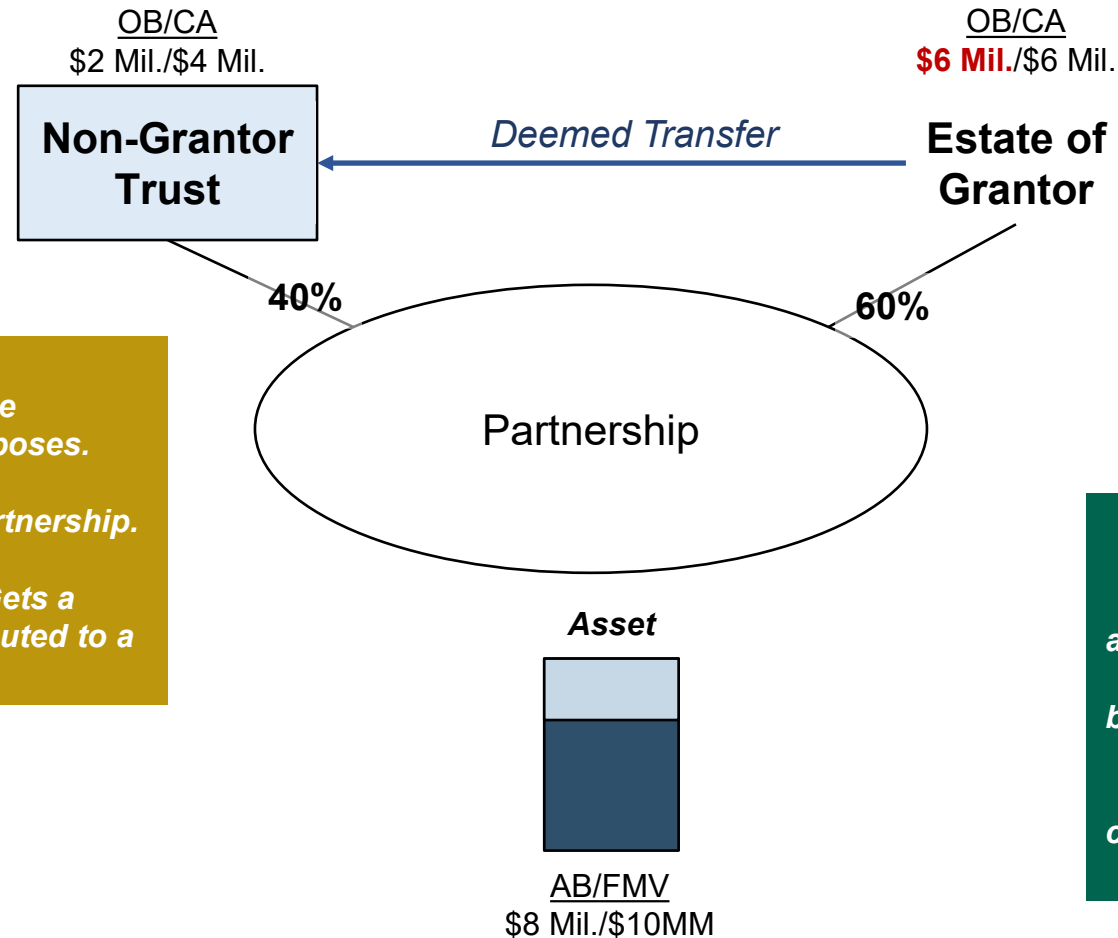 OB/CA
$2 Mil./$4 Mil.
OB/CA
$6 Mil./$6 Mil.
Non-Grantor
Trust
Deemed Transfer
Estate of
Grantor
40%
60%
Partnership
poses.
rtnership.
ets a
uted to a
Asset
AB/FMV
$8 Mil./$10MM